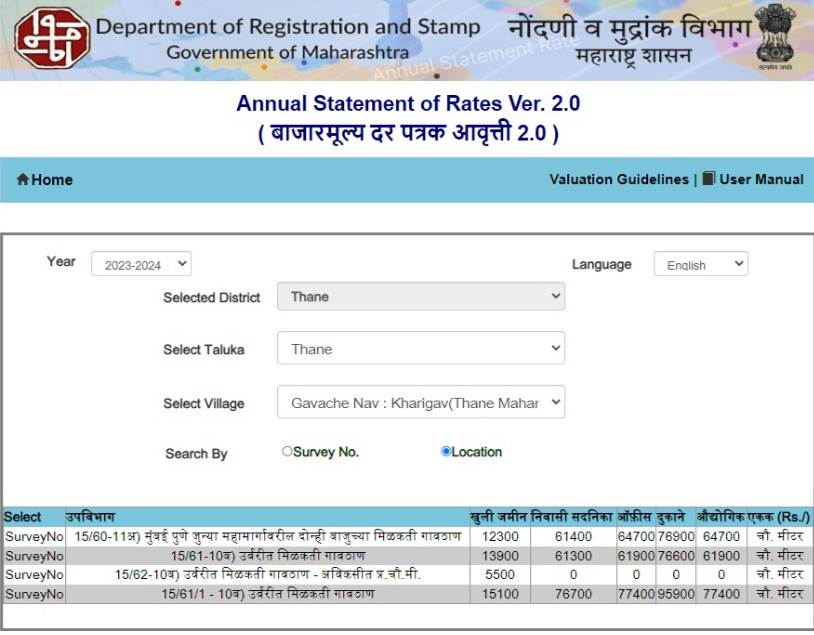 Department of Registration and Stamp
Government of Maharashtra
नोंदणी व मुद्रांक विभाग
महाराष्ट्र शासन
Annual Statement Rate
Annual Statement of Rates Ver. 2.0
( बाजारमूल्य दर पत्रक आवृत्ती 2.0 )
Home
Valuation Guidelines | User Manual
Year 2023-2024 Language English
Selected District Thane
Select Taluka Thane
Select Village Gavache Nav : Kharigav(Thane Mahar
Search By Survey No. Location
Select उपविभाग खुली जमीन निवासी सदनिका ऑफ़ीस दुकाने औद्योगिक एकक (Rs./)
SurveyNo 15/60-11अ) मुंबई पुणे जुन्या महामार्गावरील दोन्ही बाजुच्या मिळकती गावठाण 12300 61400 64700 76900 64700 चौ. मीटर
SurveyNo 15/61-10ब) उर्वरीत मिळकती गावठाण 13900 61300 61900 76600 61900 चौ. मीटर
SurveyNo 15/62-10ब) उर्वरीत मिळकती गावठाण - अविकसीत प्र.चौ.मी. 5500 0 0 0 0 चौ. मीटर
SurveyNo 15/61/1 - 10ब) उर्वरीत मिळकती गावठाण 15100 76700 77400 95900 77400 चौ. मीटर